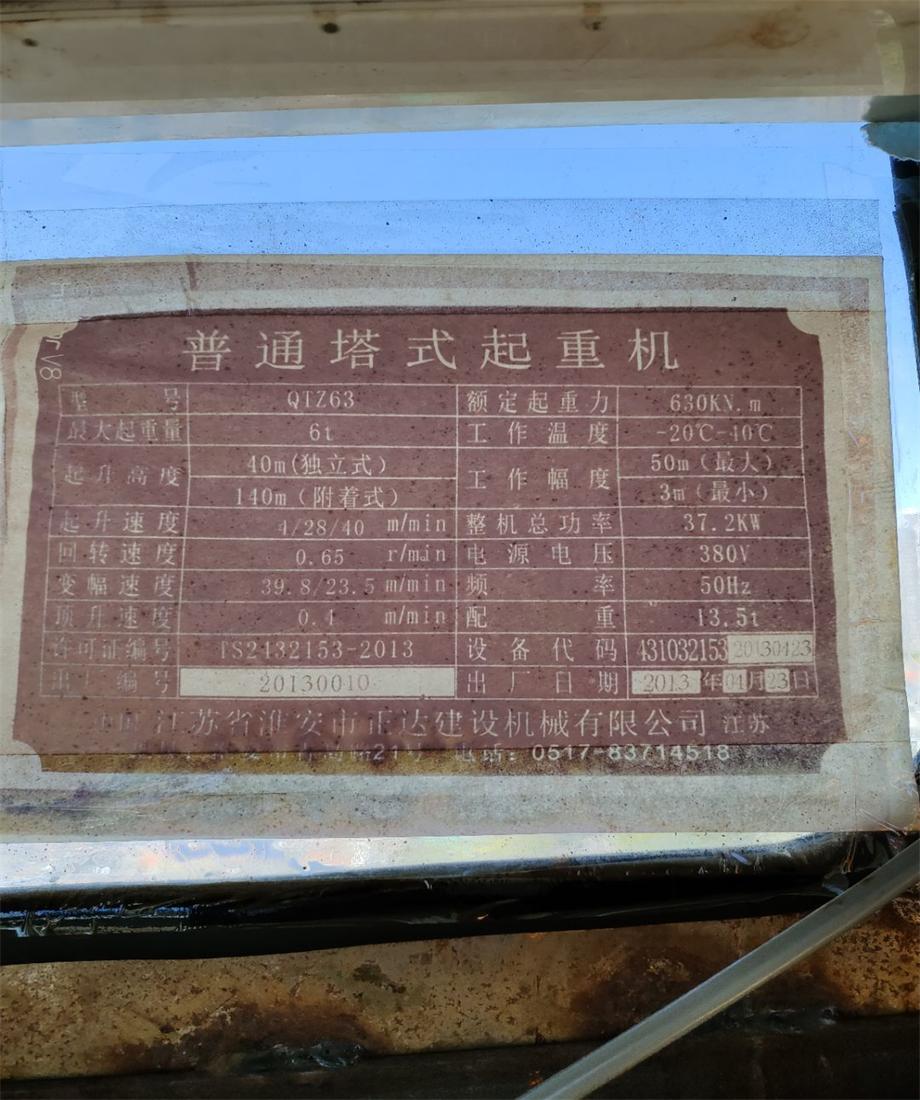 普通塔式起重机
型号 QTZ63 额定起重力 630KN.m
最大起重量 6t 工作温度 -20℃-40℃
起升高度 40m(独立式) 工作幅度 50m(最大)
140m(附着式) 3m(最小)
起升速度 4/28/40 m/min 整机总功率 37.2KW
回转速度 0.65 r/min 电源电压 380V
变幅速度 39.8/23.5 m/min 频率 50Hz
顶升速度 0.4 m/min 配重 13.5t
许可证编号 TS2432153-2013 设备代码 43103215320130423
出厂编号 20130010 出厂日期 2013年04月23日
中国 江苏省淮安市正达建设机械有限公司 江苏
21号 电话:0517-83714518